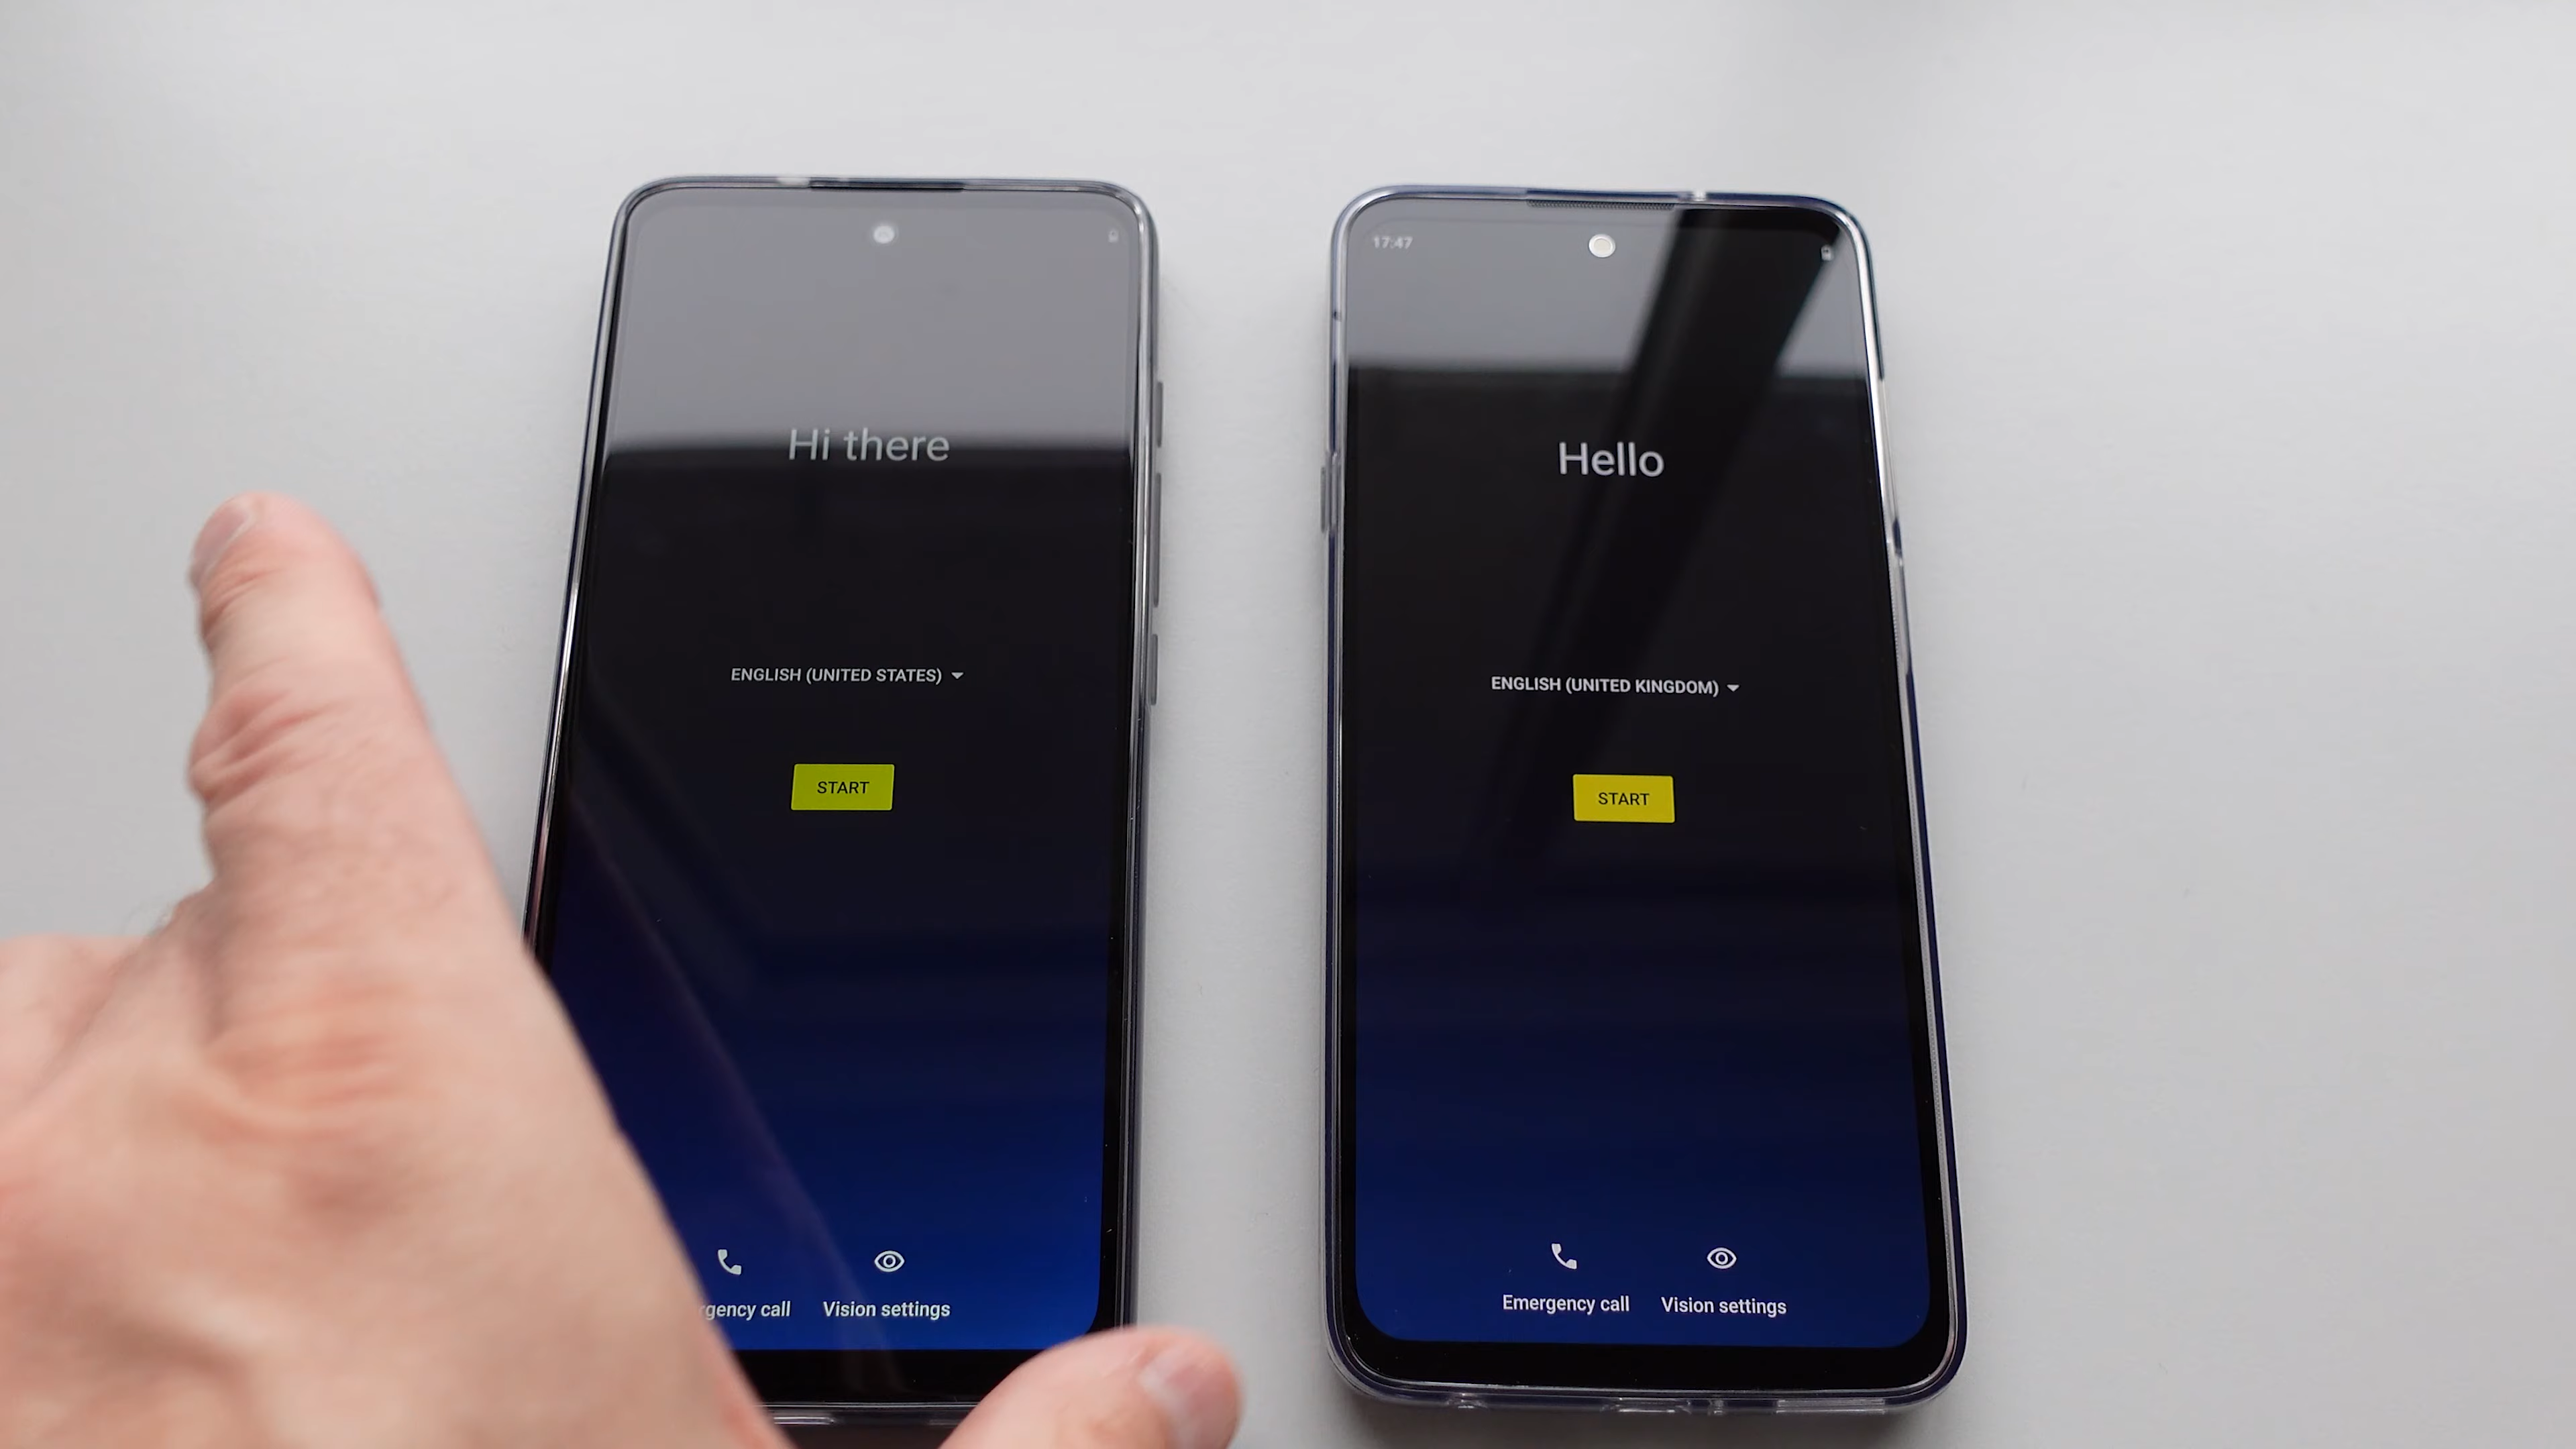 Hi there
ENGLISH (UNITED STATES)
START
gency call
Vision settings
17:47
Hello
ENGLISH (UNITED KINGDOM)
START
Emergency call
Vision settings